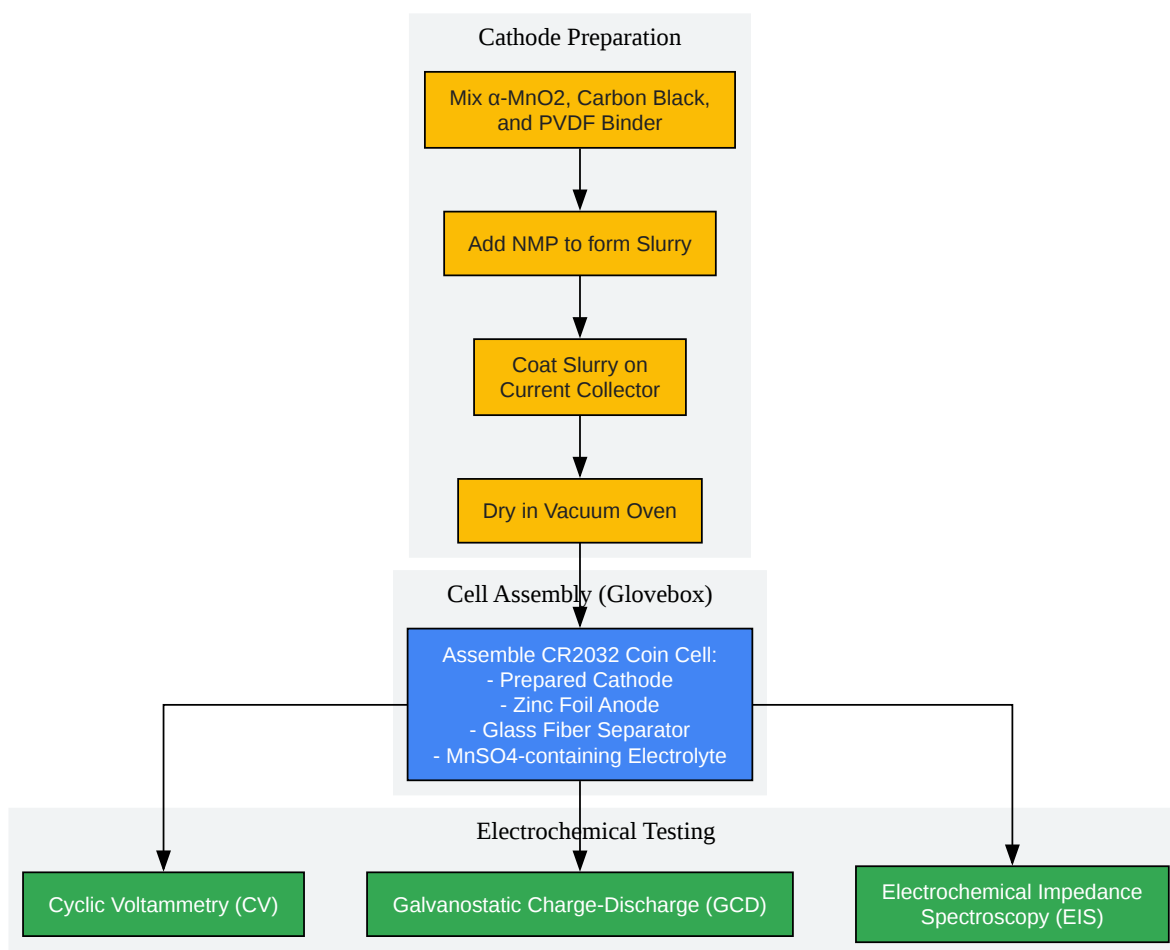 Cathode Preparation
Mix α-MnO2, Carbon Black,
and PVDF Binder
Add NMP to form Slurry
Coat Slurry on
Current Collector
Dry in Vacuum Oven
Cell Assembly (Glovebox)
Assemble CR2032 Coin Cell:
- Prepared Cathode
- Zinc Foil Anode
- Glass Fiber Separator
- MnSO4-containing Electrolyte
Electrochemical Testing
Cyclic Voltammetry (CV)
Galvanostatic Charge-Discharge (GCD)
Electrochemical Impedance
Spectroscopy (EIS)